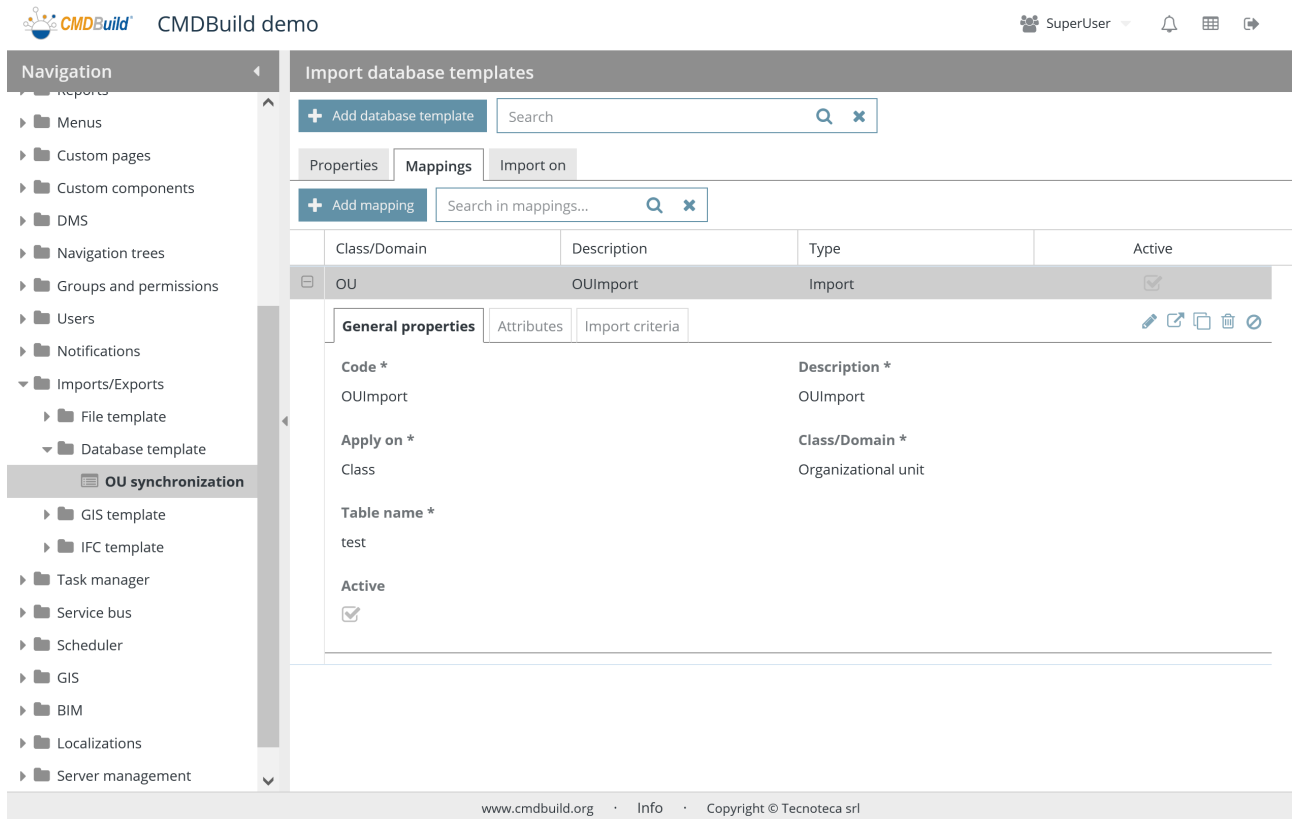 CMDBuild CMDBuild demo SuperUser
Navigation
Reports
Menus
Custom pages
Custom components
DMS
Navigation trees
Groups and permissions
Users
Notifications
Imports/Exports
File template
Database template
OU synchronization
GIS template
IFC template
Task manager
Service bus
Scheduler
GIS
BIM
Localizations
Server management
Import database templates
Add database template Search
Properties Mappings Import on
Add mapping Search in mappings...
Class/Domain Description Type Active
OU OUImport Import
General properties Attributes Import criteria
Code * Description *
OUImport OUImport
Apply on * Class/Domain *
Class Organizational unit
Table name *
test
Active
www.cmdbuild.org · Info · Copyright © Tecnoteca srl